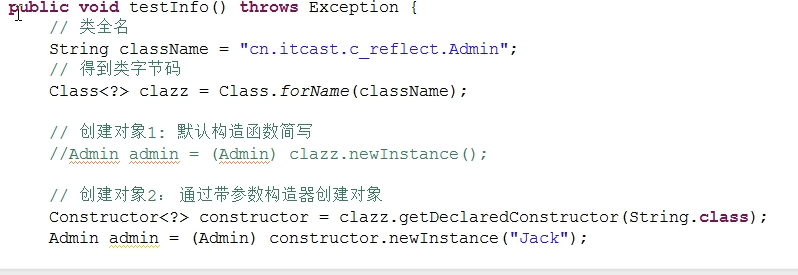 public void testInfo() throws Exception {
// 类全名
String className = "cn.itcast.c_reflect.Admin";
// 得到类字节码
Class<?> clazz = Class.forName(className);
// 创建对象1: 默认构造函数简写
//Admin admin = (Admin) clazz.newInstance();
// 创建对象2: 通过带参数构造器创建对象
Constructor<?> constructor = clazz.getDeclaredConstructor(String.class);
Admin admin = (Admin) constructor.newInstance("Jack");